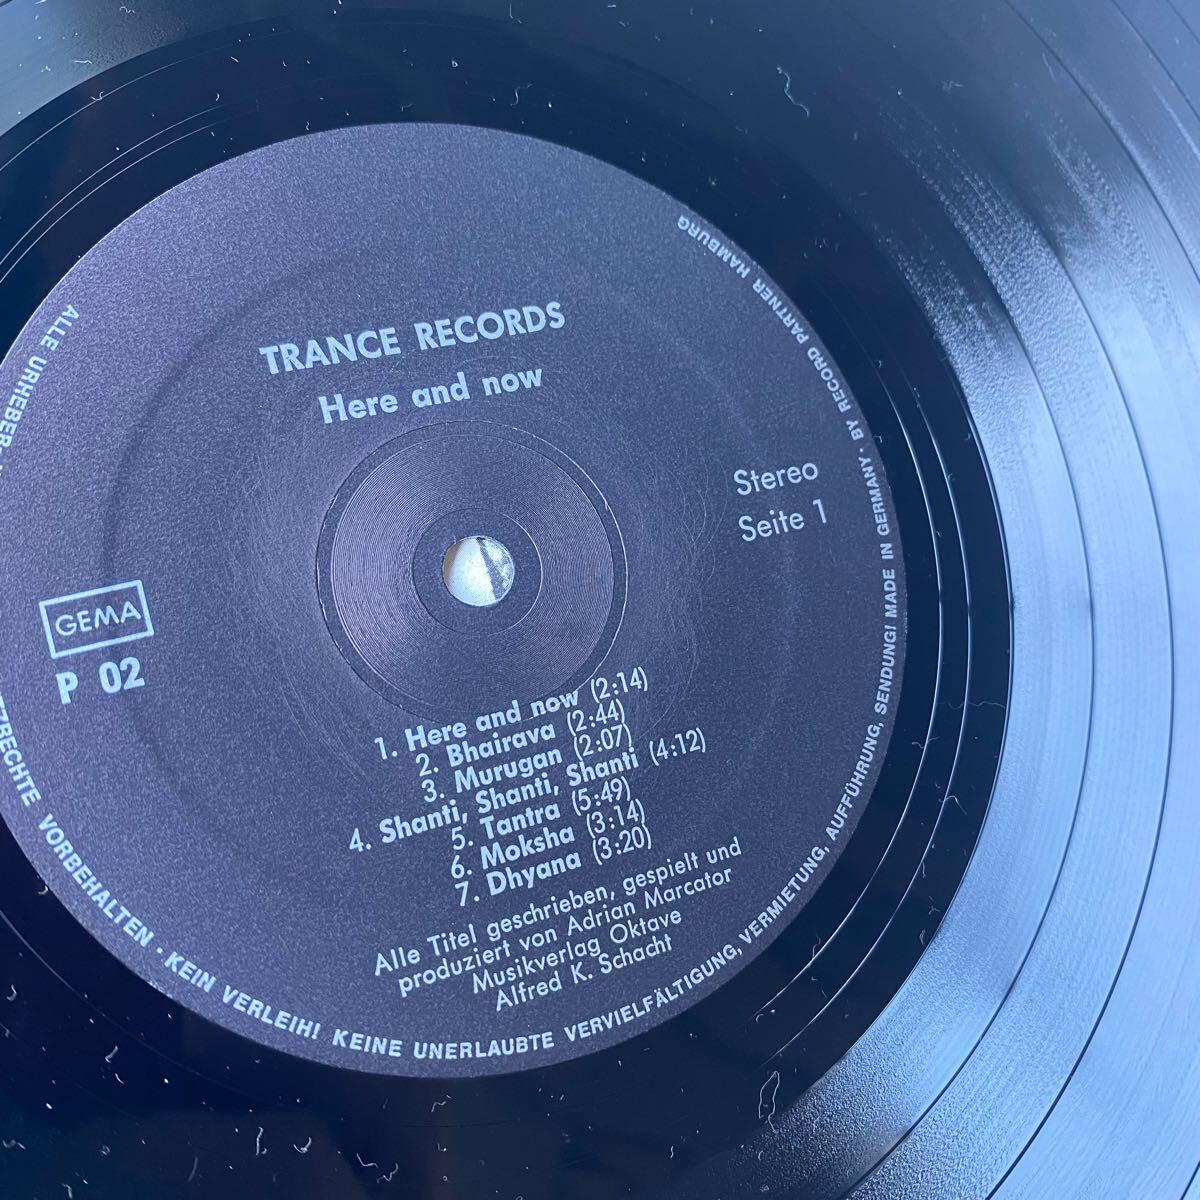 TRANCE RECORDS
Here and now
Stereo
Seite 1
GEMA
P 02
1. Here and now (2:14)
2. Bhairava (2:44)
3. Murugan (2:07)
4. Shanti, Shanti, Shanti (4:12)
5. Tantra (5:49)
6. Moksha (3:14)
7. Dhyana (3:20)
Alle Titel geschrieben, gespielt und
produziert von Adrian Marcator
Musikverlag Oktave
Alfred K. Schacht
ALLE URHEBER- VORBEHALTEN · KEIN VERLEIH! KEINE UNERLAUBTE VERVIELFÄLTIGUNG, VERMIETUNG, AUFFÜHRUNG, SENDUNG! MADE IN GERMANY · BY RECORD PARTNER HAMBURG